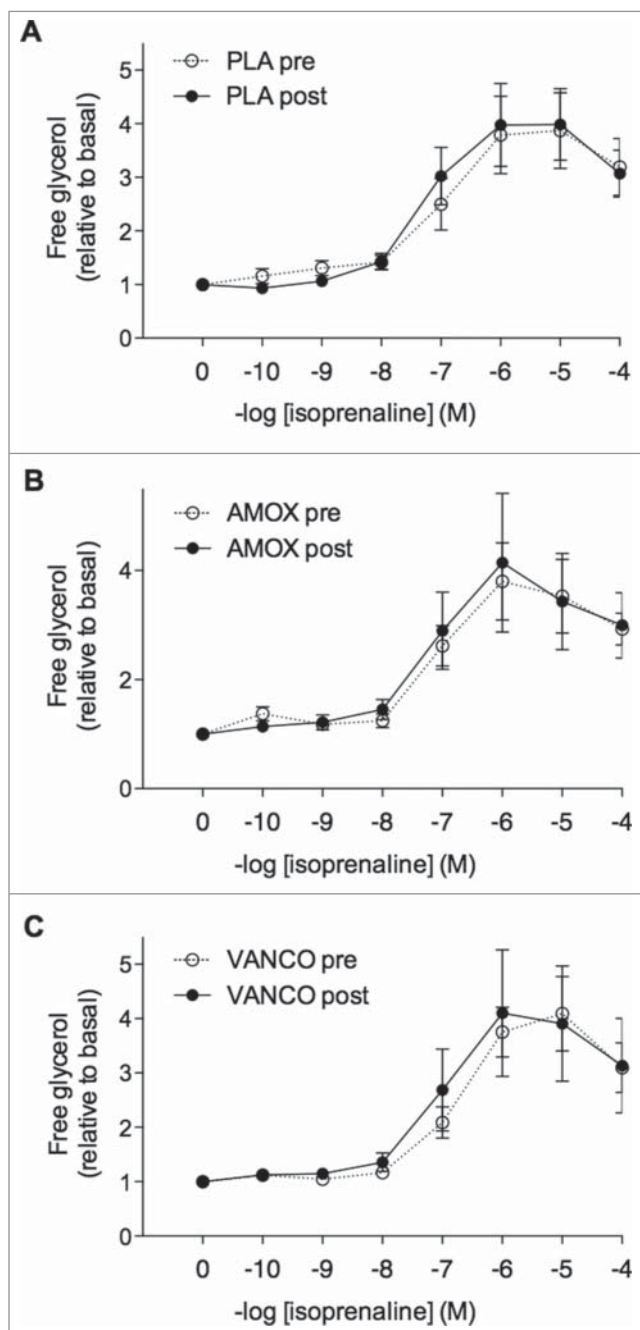 A
PLA pre
PLA post
Free glycerol
(relative to basal)
5
4
3
2
1
0
0 -10 -9 -8 -7 -6 -5 -4
-log [isoprenaline] (M)
B
AMOX pre
AMOX post
Free glycerol
(relative to basal)
4
2
0
0 -10 -9 -8 -7 -6 -5 -4
-log [isoprenaline] (M)
C
VANCO pre
VANCO post
Free glycerol
(relative to basal)
5
4
3
2
1
0
0 -10 -9 -8 -7 -6 -5 -4
-log [isoprenaline] (M)